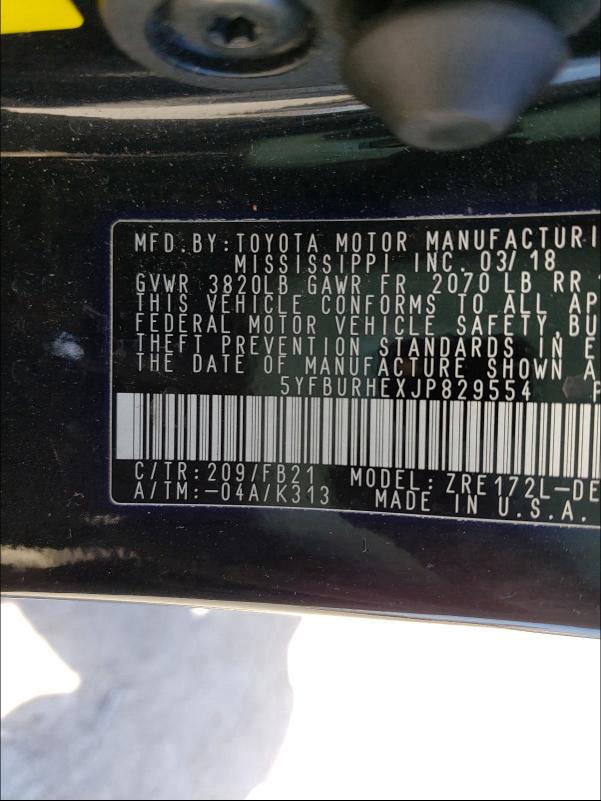 MFD. BY: TOYOTA MOTOR MANUFACTURI
MISSISSIPPI INC. 03/18
GVWR 3820LB GAWR FR 2070 LB RR
THIS VEHICLE CONFORMS TO ALL AP
FEDERAL MOTOR VEHICLE SAFETY, BU
THEFT PREVENTION STANDARDS IN E
THE DATE OF MANUFACTURE SHOWN A
5YFBURHEXJP829554 P
C/TR: 209/FB21 MODEL: ZRE172L-DE
A/TM: -04A/K313 MADE IN U.S.A.